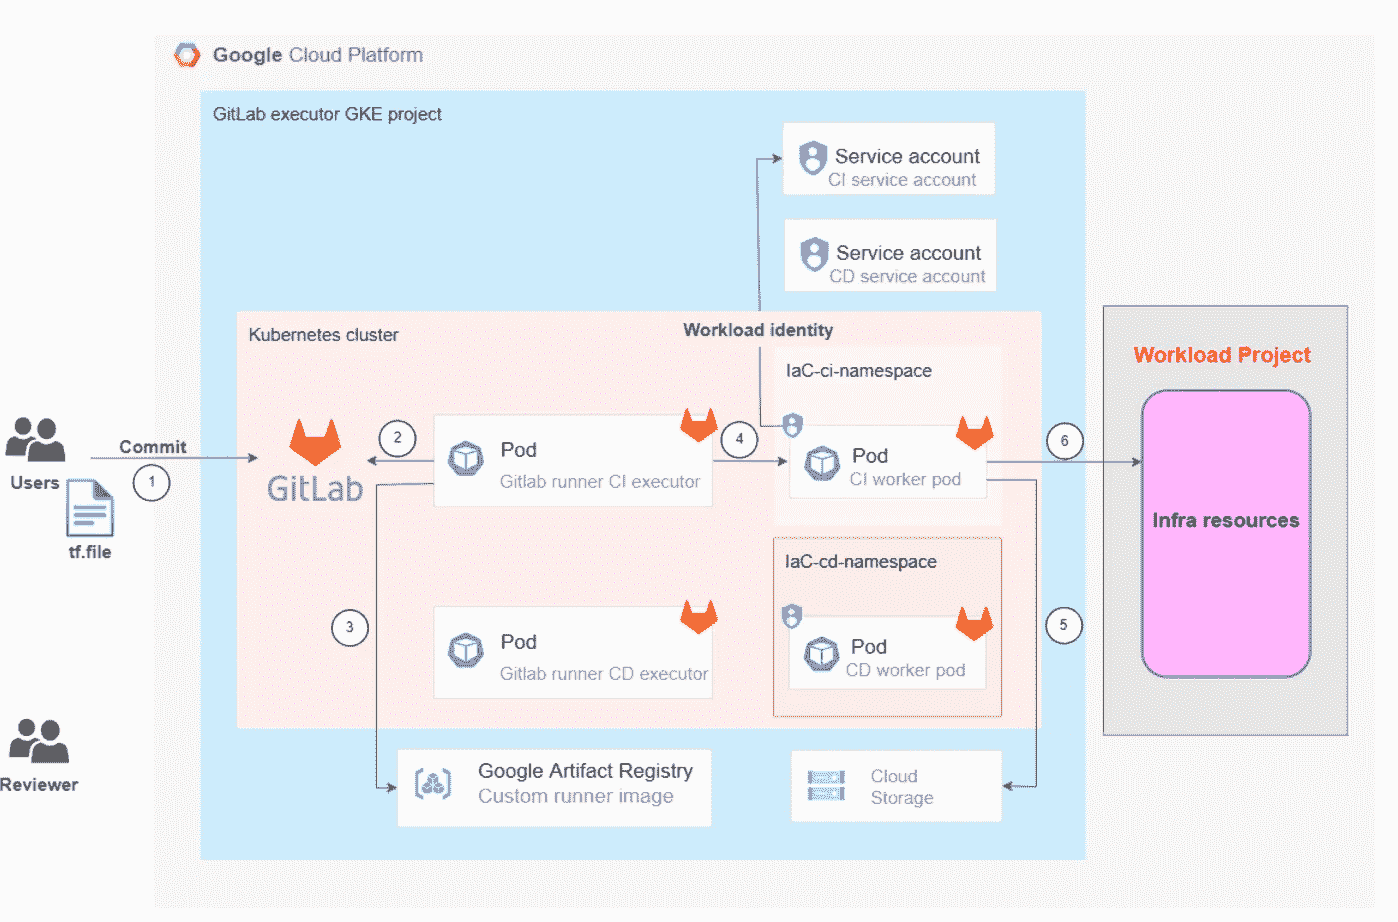 Google Cloud Platform
GitLab executor GKE project
Service account
CI service account
Service account
CD service account
Kubernetes cluster
Workload identity
IaC-ci-namespace
Workload Project
Users
Commit
1
tf.file
GitLab
2
Pod
Gitlab runner CI executor
4
Pod
CI worker pod
6
Infra resources
IaC-cd-namespace
3
Pod
Gitlab runner CD executor
Pod
CD worker pod
5
Reviewer
Google Artifact Registry
Custom runner image
Cloud
Storage